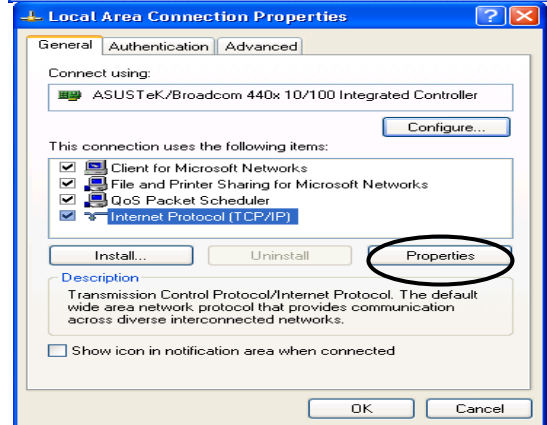 Local Area Connection Properties
General Authentication Advanced
Connect using:
ASUSTeK/Broadcom 440x 10/100 Integrated Controller
Configure...
This connection uses the following items:
Client for Microsoft Networks
File and Printer Sharing for Microsoft Networks
QoS Packet Scheduler
Internet Protocol (TCP/IP)
Install... Uninstall Properties
Description
Transmission Control Protocol/Internet Protocol. The default
wide area network protocol that provides communication
across diverse interconnected networks.
Show icon in notification area when connected
OK Cancel